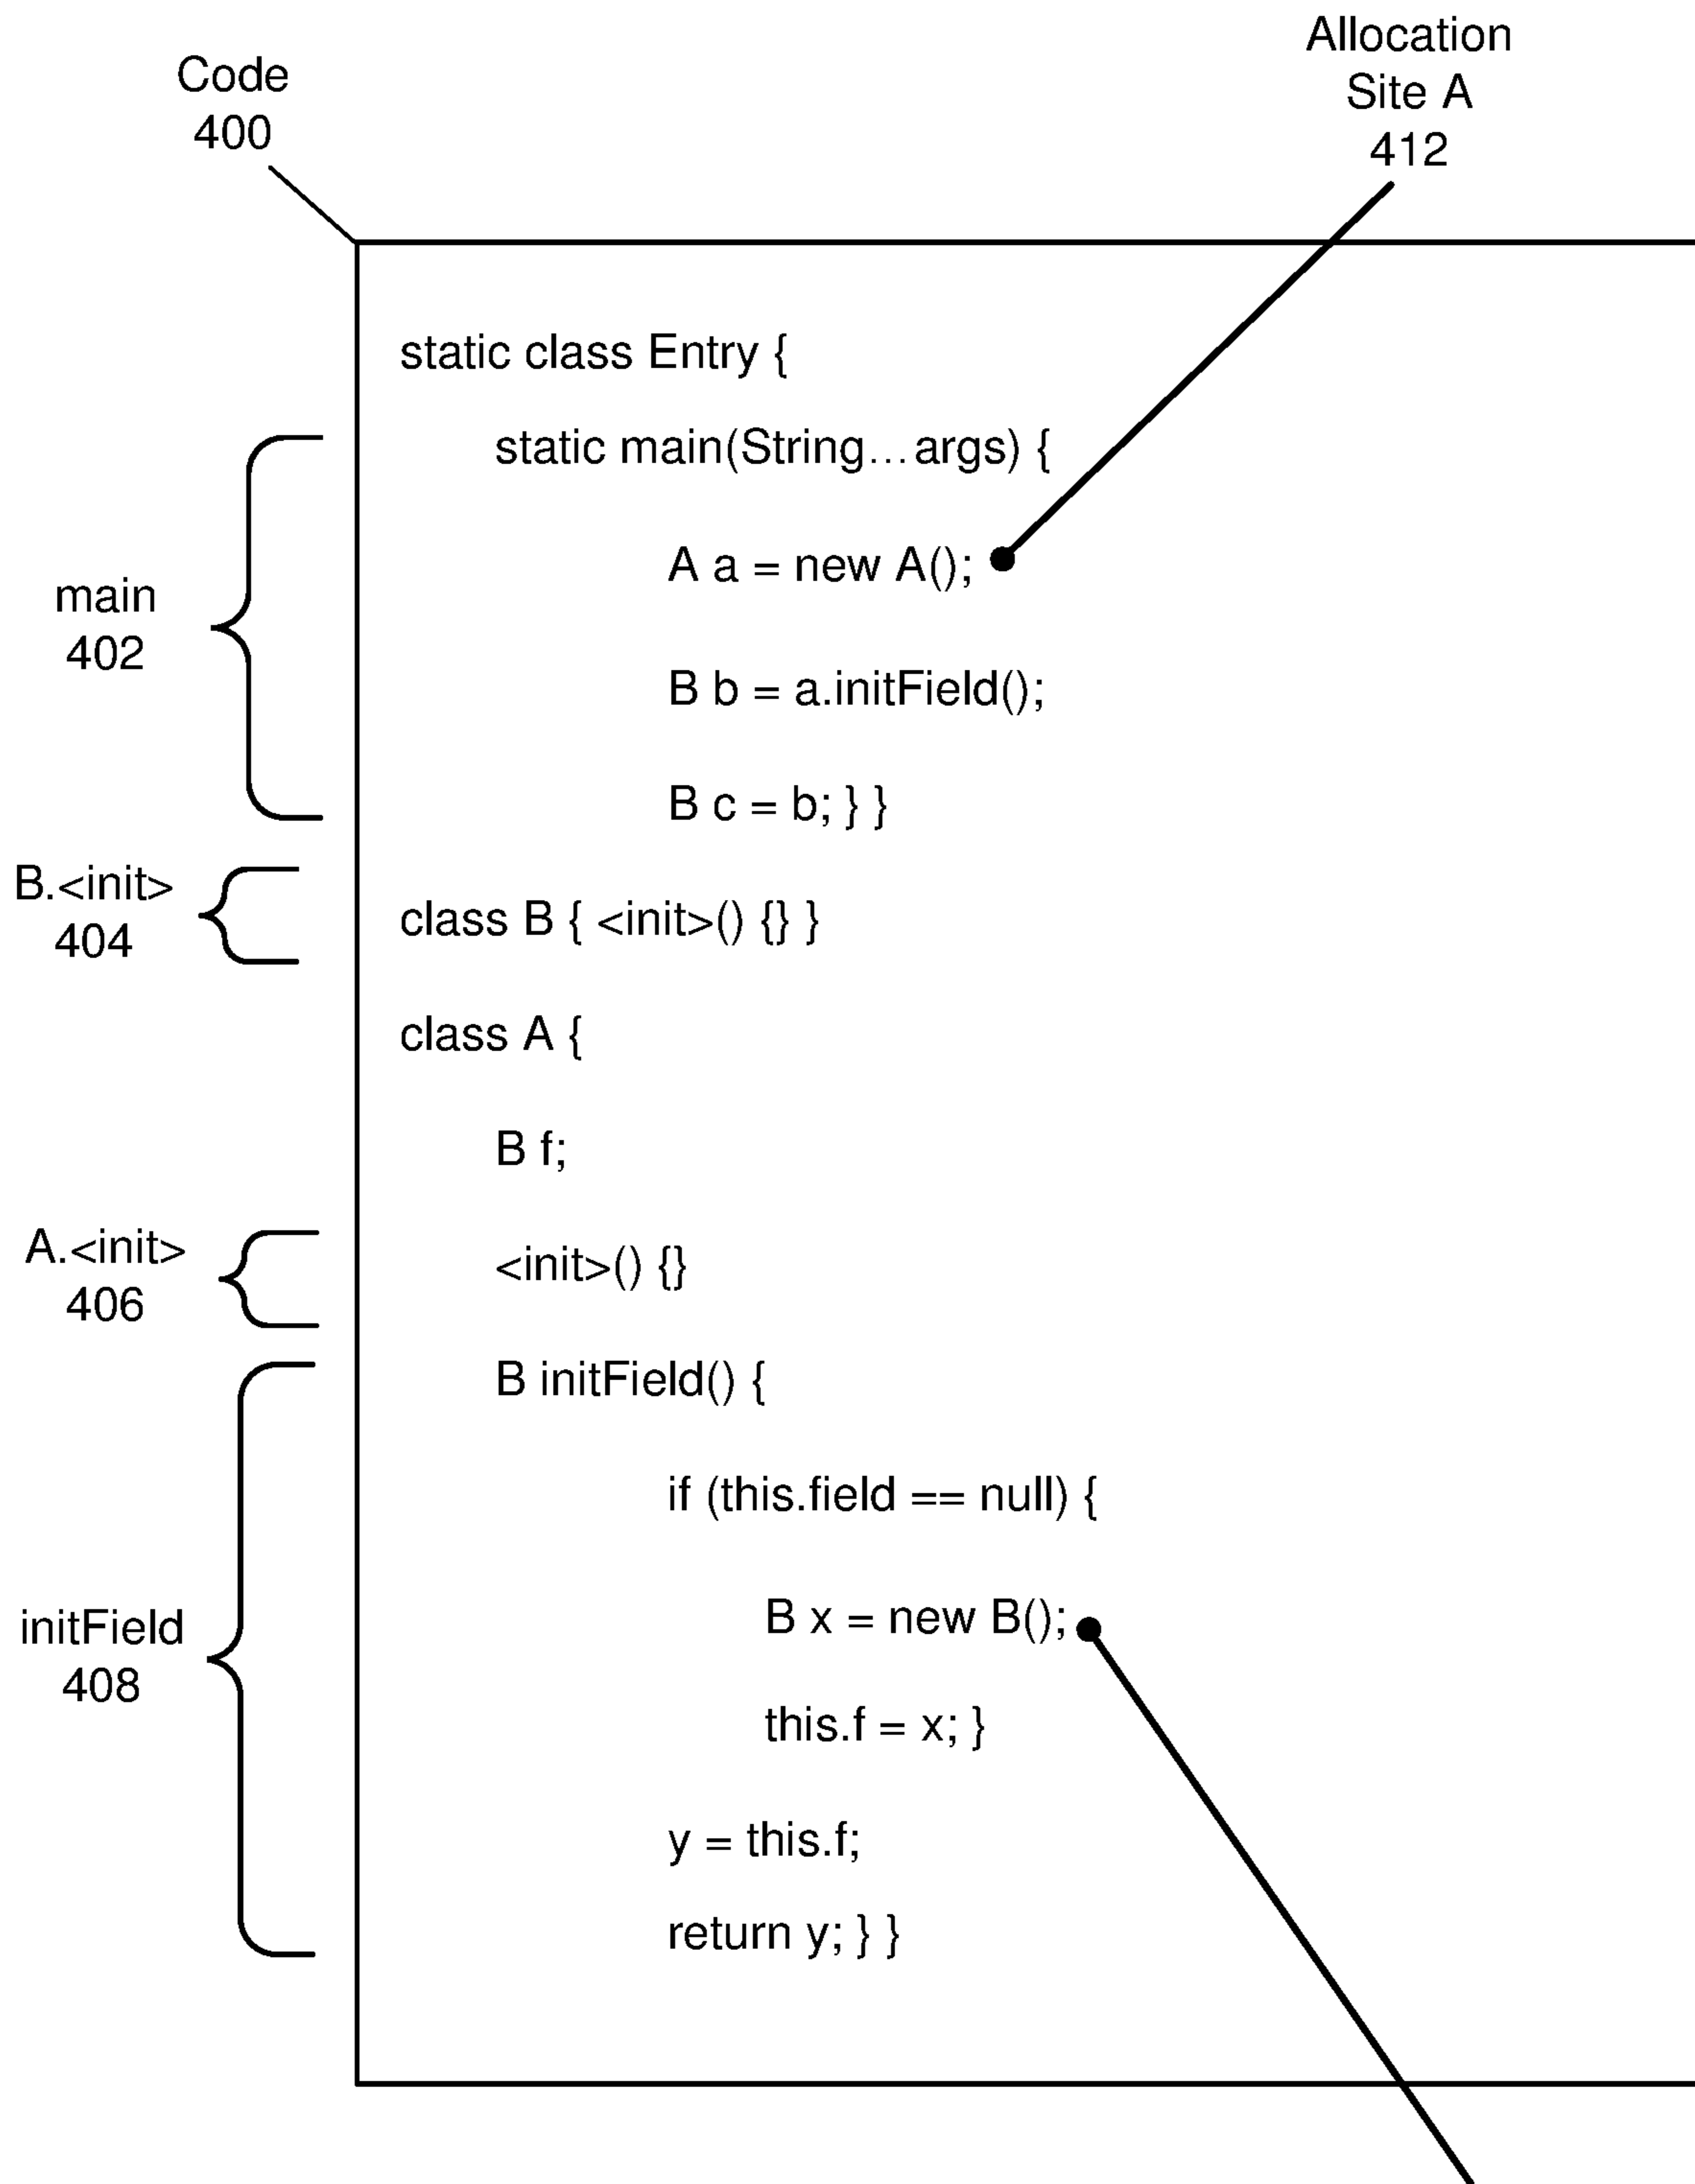 Code
400
Allocation
Site A
412
static class Entry {
static main(String...args) {
A a = new A();
main
402
B b = a.initField();
B c = b; } }
B.<init>
404
class B { <init>() {} }
class A {
B f;
A.<init>
406
<init>() {}
B initField() {
if (this.field == null) {
B x = new B();
initField
408
this.f = x; }
y = this.f;
return y; } }